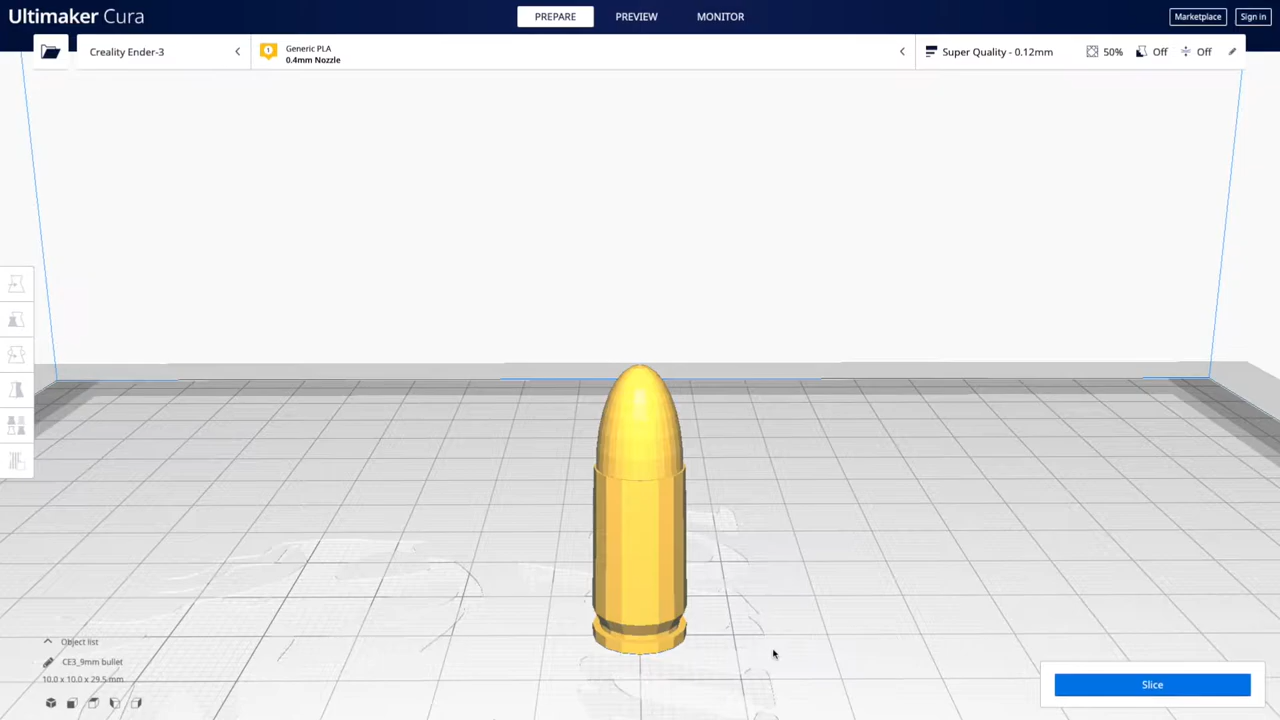 Ultimaker Cura
PREPARE
PREVIEW
MONITOR
Marketplace
Sign in
Creality Ender-3
1
Generic PLA
0.4mm Nozzle
Super Quality - 0.12mm
50%
Off
Off
Object list
CE3_9mm bullet
10.0 x 10.0 x 29.5 mm
Slice